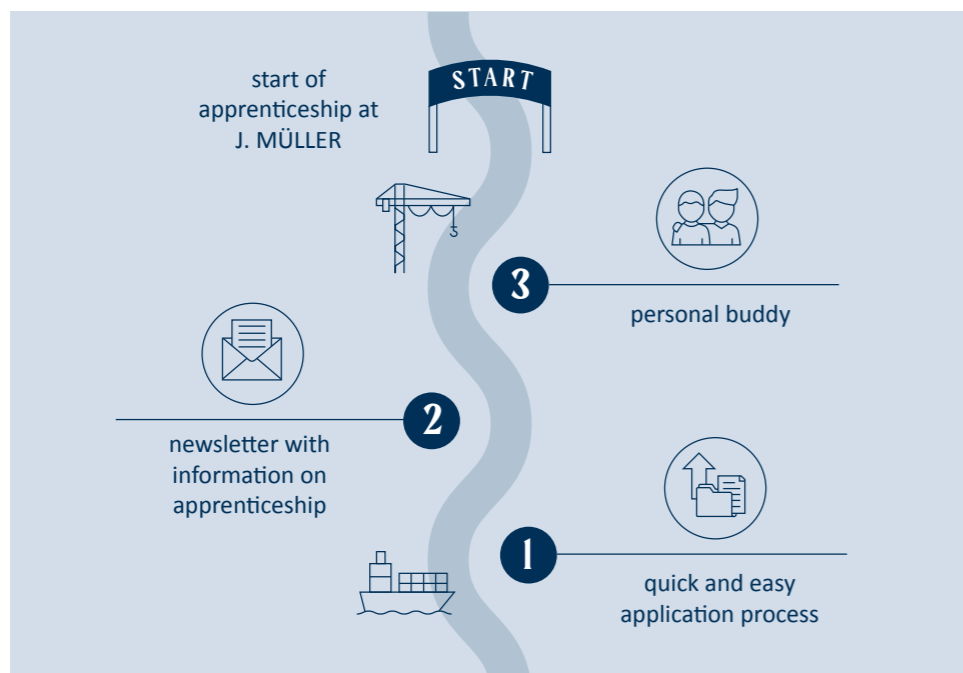 start of
apprenticeship at
J. MÜLLER
START
3
personal buddy
2
newsletter with
information on
apprenticeship
1
quick and easy
application process